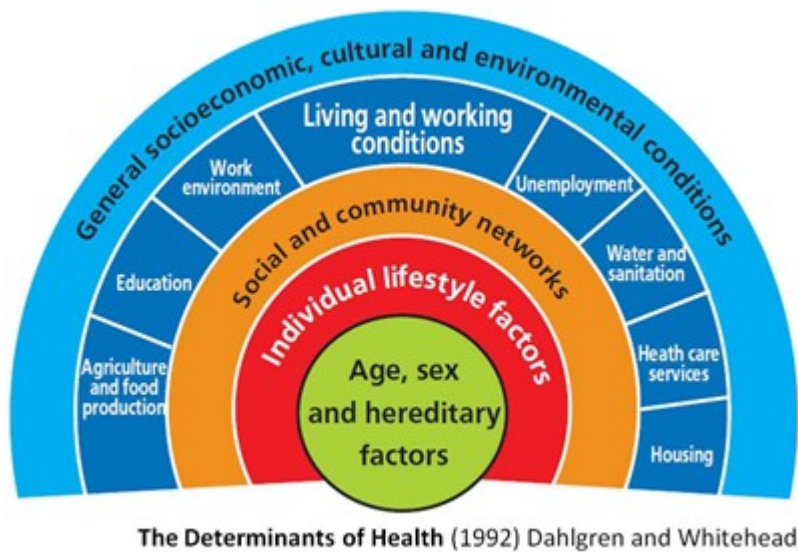 General socioeconomic, cultural and environmental conditions
Living and working
conditions
Work
environment
Unemployment
Education
Water and
sanitation
Agriculture
and food
production
Heath care
services
Housing
Social and community networks
Individual lifestyle factors
Age, sex
and hereditary
factors
The Determinants of Health (1992) Dahlgren and Whitehead